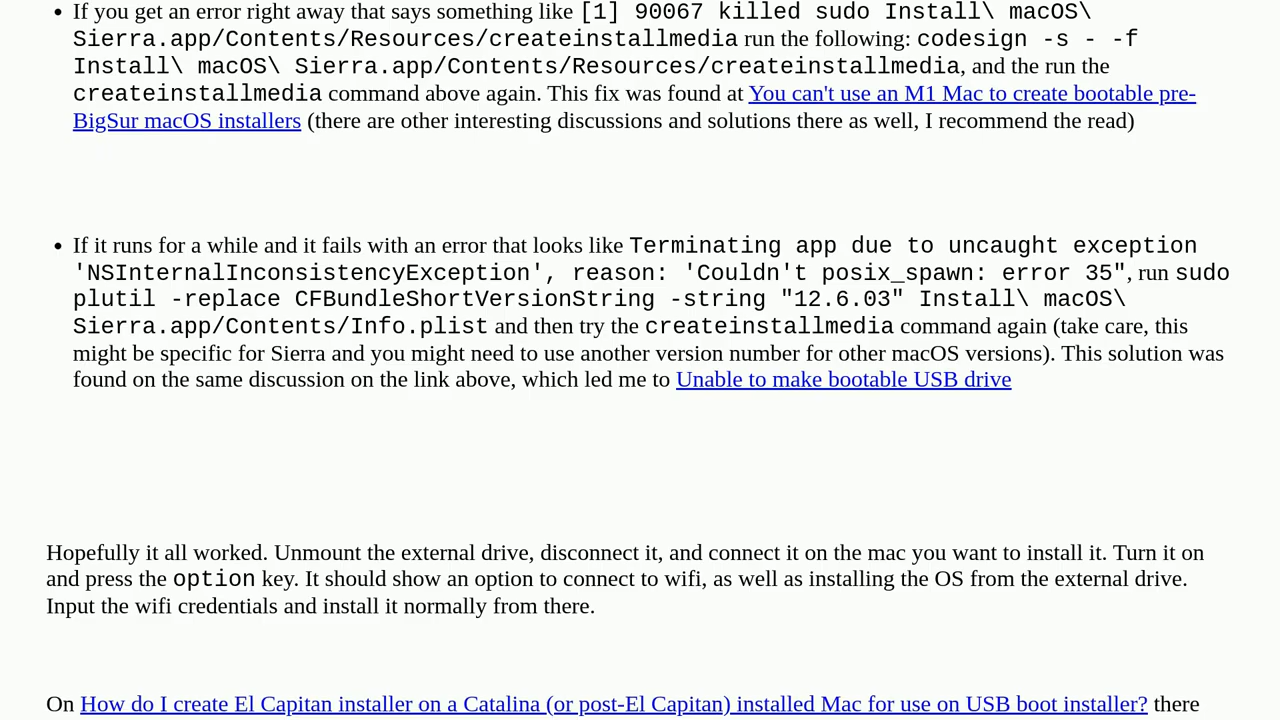 • If you get an error right away that says something like [1] 90067 killed sudo Install\ macOS\
Sierra.app/Contents/Resources/createinstallmedia run the following: codesign -s - -f
Install\ macOS\ Sierra.app/Contents/Resources/createinstallmedia, and the run the
createinstallmedia command above again. This fix was found at You can't use an M1 Mac to create bootable pre-
BigSur macOS installers (there are other interesting discussions and solutions there as well, I recommend the read)
• If it runs for a while and it fails with an error that looks like Terminating app due to uncaught exception
'NSInternalInconsistencyException', reason: 'Couldn't posix_spawn: error 35", run sudo
plutil -replace CFBundleShortVersionString -string "12.6.03" Install\ macOS\
Sierra.app/Contents/Info.plist and then try the createinstallmedia command again (take care, this
might be specific for Sierra and you might need to use another version number for other macOS versions). This solution was
found on the same discussion on the link above, which led me to Unable to make bootable USB drive
Hopefully it all worked. Unmount the external drive, disconnect it, and connect it on the mac you want to install it. Turn it on
and press the option key. It should show an option to connect to wifi, as well as installing the OS from the external drive.
Input the wifi credentials and install it normally from there.
On How do I create El Capitan installer on a Catalina (or post-El Capitan) installed Mac for use on USB boot installer? there